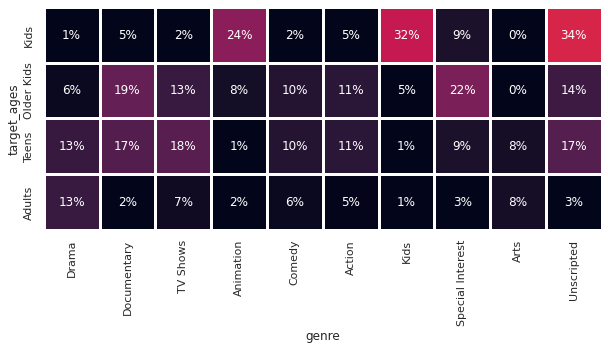 target_ages
Kids 1% 5% 2% 24% 2% 5% 32% 9% 0% 34%
Older Kids 6% 19% 13% 8% 10% 11% 5% 22% 0% 14%
Teens 13% 17% 18% 1% 10% 11% 1% 9% 8% 17%
Adults 13% 2% 7% 2% 6% 5% 1% 3% 8% 3%
Drama Documentary TV Shows Animation Comedy Action Kids Special Interest Arts Unscripted
genre